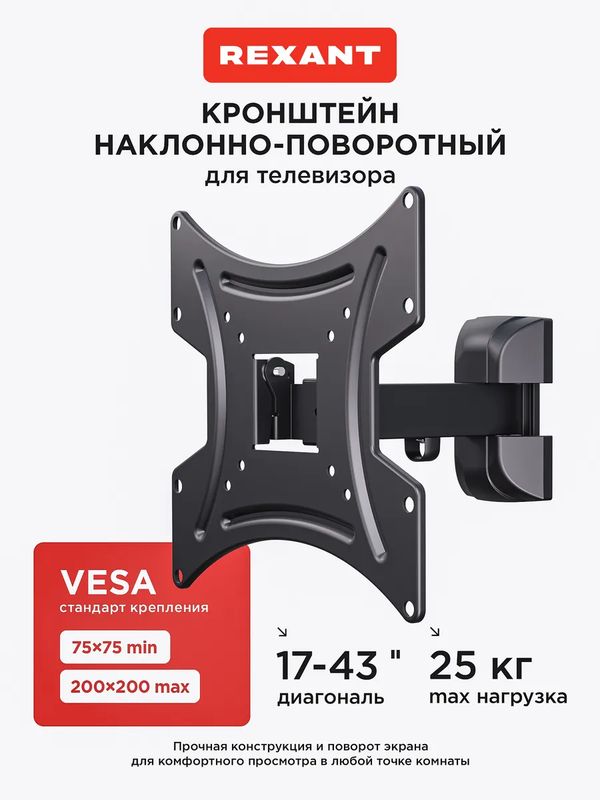 REXANT
КРОНШТЕЙН
НАКЛОННО-ПОВОРОТНЫЙ
для телевизора
VESA
стандарт крепления
75×75 min
200×200 max
17-43 "
диагональ
25 кг
max нагрузка
Прочная конструкция и поворот экрана
для комфортного просмотра в любой точке комнаты